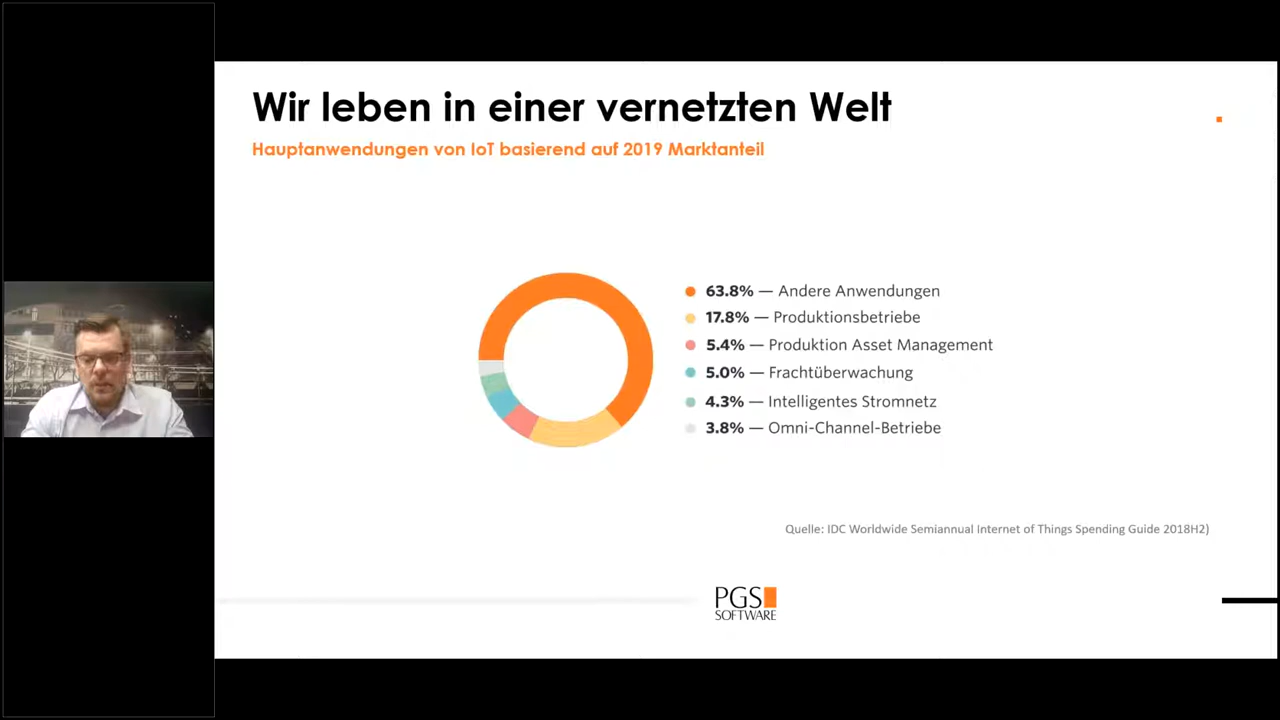 Wir leben in einer vernetzten Welt
Hauptanwendungen von IoT basierend auf 2019 Marktanteil
63.8% — Andere Anwendungen
17.8% — Produktionsbetriebe
5.4% — Produktion Asset Management
5.0% — Frachtüberwachung
4.3% — Intelligentes Stromnetz
3.8% — Omni-Channel-Betriebe
Quelle: IDC Worldwide Semiannual Internet of Things Spending Guide 2018H2)
PGS
SOFTWARE